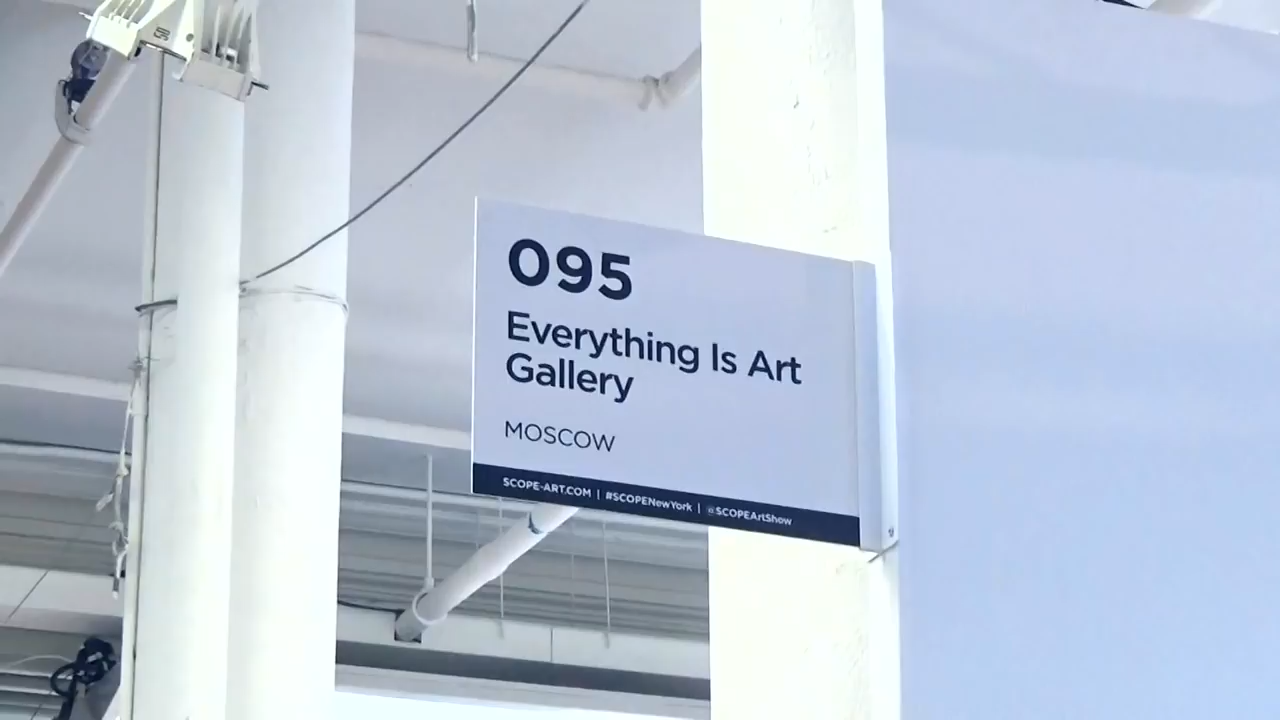 095
Everything Is Art
Gallery
MOSCOW
SCOPE-ART.COM | #SCOPENewYork | @SCOPEArtShow